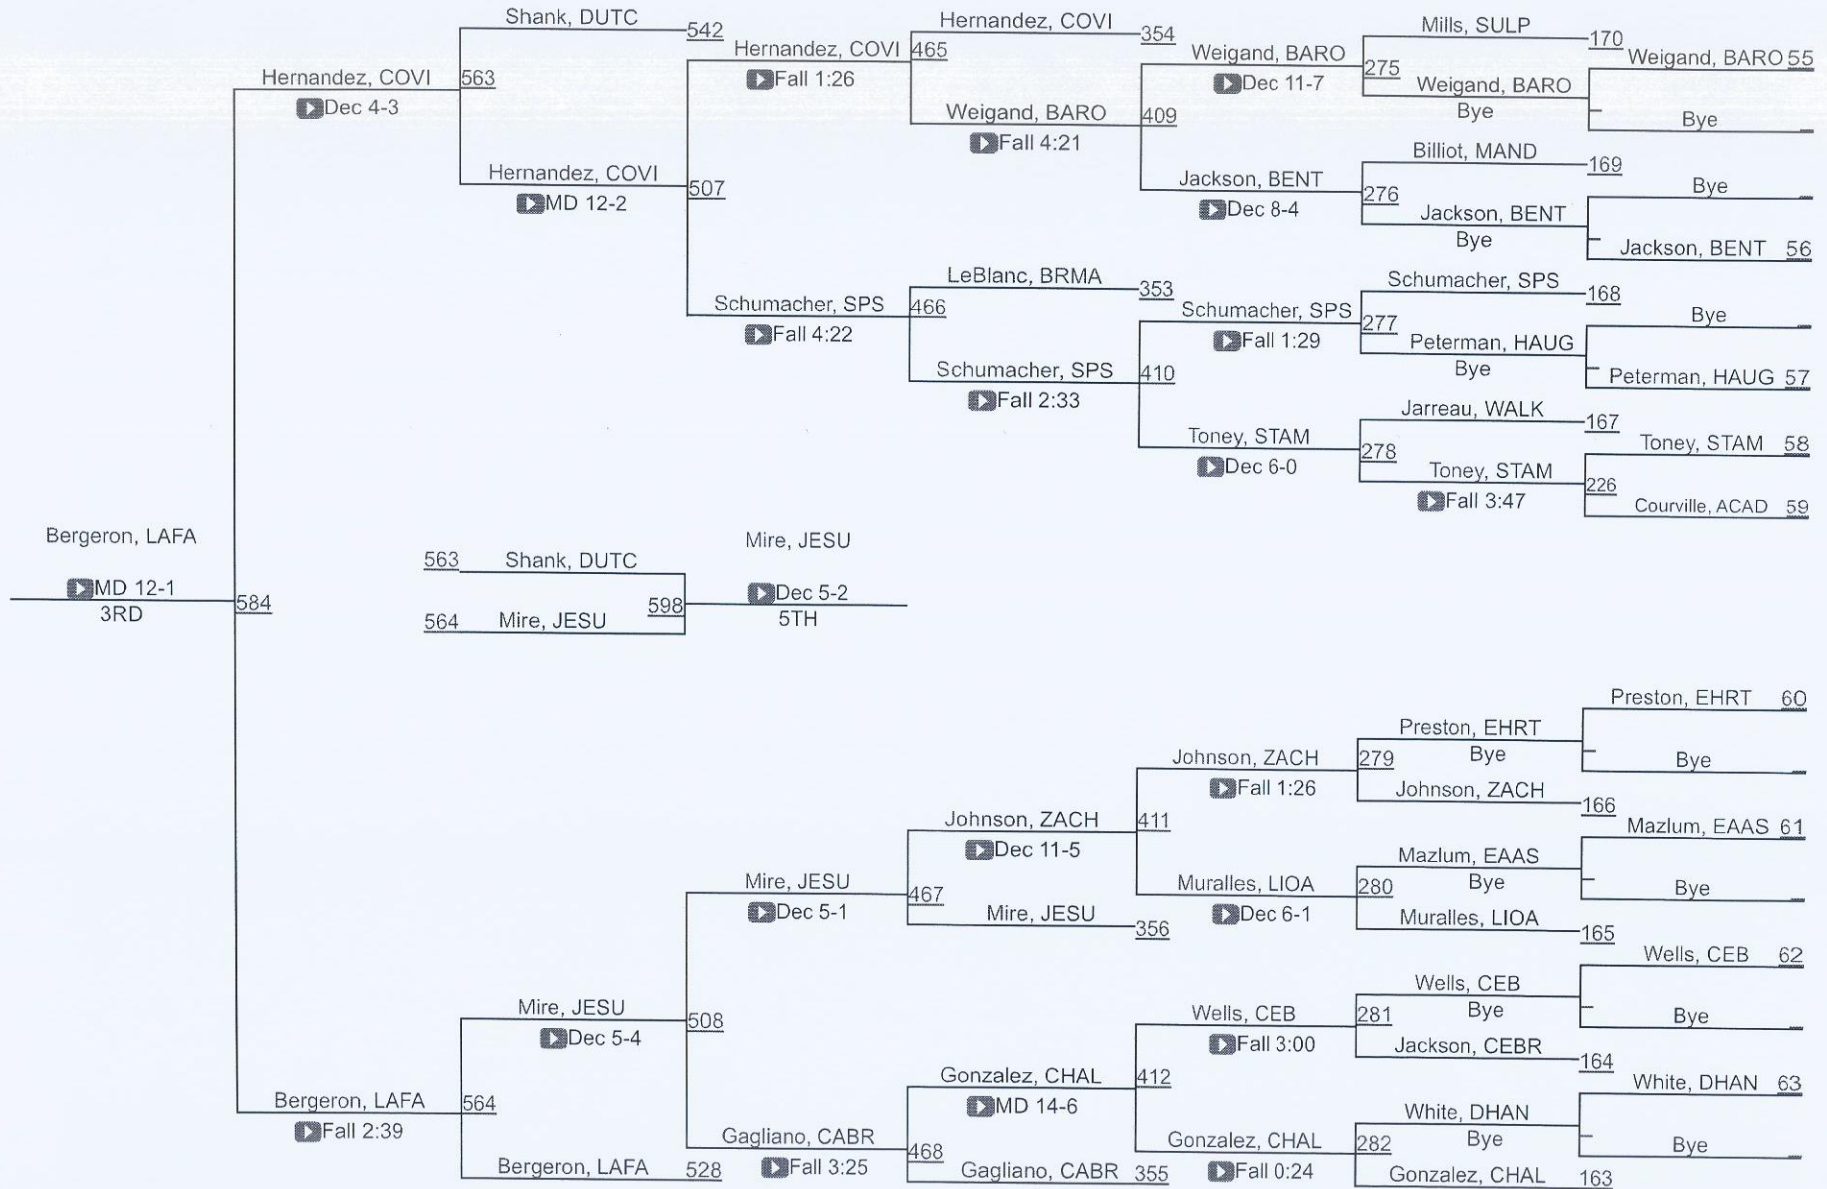 Shank, DUTC
542
Hernandez, COVI
354
Mills, SULP
170
Hernandez, COVI
465
Weigand, BARO
275
Weigand, BARO 55
Hernandez, COVI
563
Fall 1:26
Dec 11-7
Weigand, BARO
Bye
Dec 4-3
Weigand, BARO
409
Bye
Fall 4:21
Billiot, MAND
169
Hernandez, COVI
507
Jackson, BENT
276
Bye
MD 12-2
Dec 8-4
Jackson, BENT
Bye
Jackson, BENT 56
LeBlanc, BRMA
353
Schumacher, SPS
168
Schumacher, SPS
466
Schumacher, SPS
277
Bye
Fall 4:22
Fall 1:29
Peterman, HAUG
Bye
Schumacher, SPS
410
Peterman, HAUG 57
Fall 2:33
Jarreau, WALK
167
Toney, STAM
278
Toney, STAM 58
Dec 6-0
Toney, STAM
226
Fall 3:47
Courville, ACAD 59
Bergeron, LAFA
Mire, JESU
563
Shank, DUTC
MD 12-1
584
598
Dec 5-2
3RD
564
Mire, JESU
5TH
Preston, EHRT 60
Preston, EHRT
Bye
Johnson, ZACH
279
Bye
Fall 1:26
Johnson, ZACH
166
Johnson, ZACH
411
Mazlum, EAAS 61
Dec 11-5
Mazlum, EAAS
Bye
Mire, JESU
467
Muralles, LIOA
280
Bye
Dec 5-1
Mire, JESU
356
Dec 6-1
Muralles, LIOA
165
Wells, CEB 62
Mire, JESU
508
Wells, CEB
Bye
Dec 5-4
Wells, CEB
281
Bye
Fall 3:00
Jackson, CEBR
164
Gonzalez, CHAL
412
White, DHAN 63
Bergeron, LAFA
564
MD 14-6
White, DHAN
Bye
Fall 2:39
Gagliano, CABR
468
Gonzalez, CHAL
282
Bye
Bergeron, LAFA
528
Fall 3:25
Gagliano, CABR
355
Fall 0:24
Gonzalez, CHAL
163